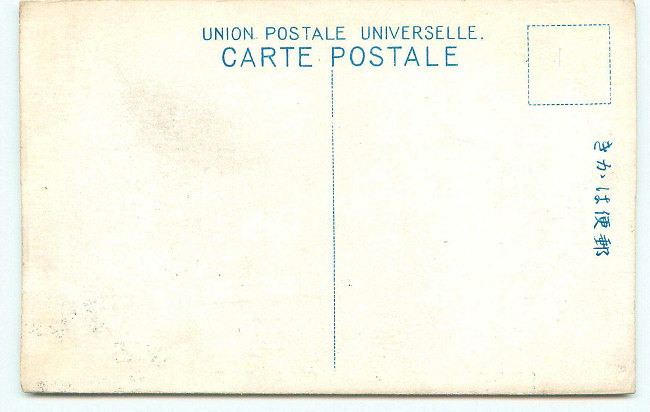 UNION POSTALE UNIVERSELLE.
CARTE POSTALE
きかは便郵